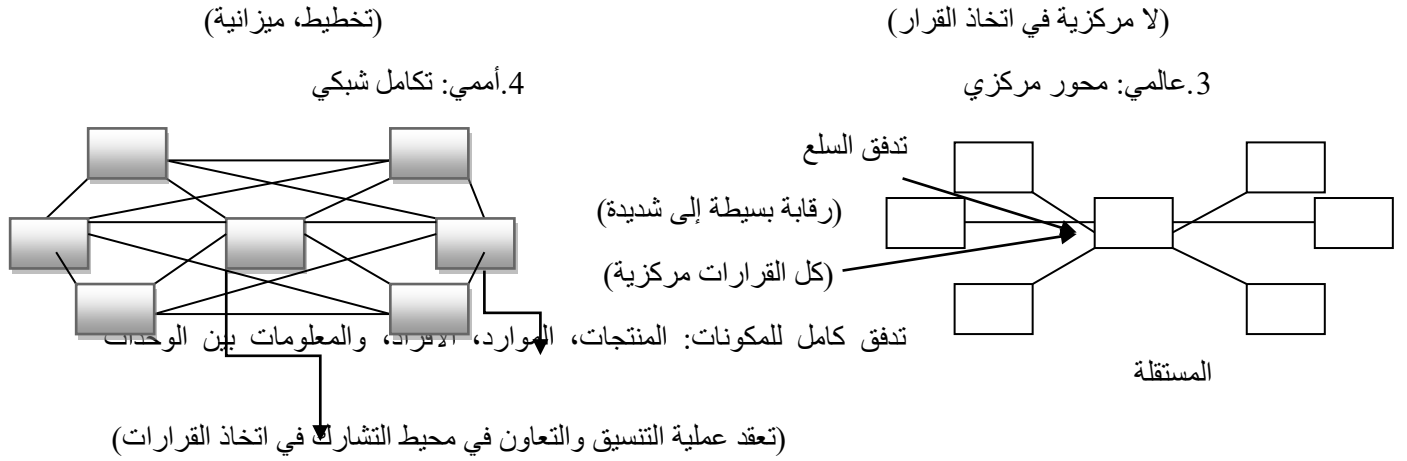 (لا مركزية في اتخاذ القرار)
(تخطيط، ميزانية)
3.عالمي: محور مركزي
4.أممي: تكامل شبكي
تدفق السلع
(رقابة بسيطة إلى شديدة)
(كل القرارات مركزية)
تدفق كامل للمكونات: المنتجات، الموارد، الأفراد، والمعلومات بين الوحدات
المستقلة
(تعقد عملية التنسيق والتعاون في محيط التشارك في اتخاذ القرارات)